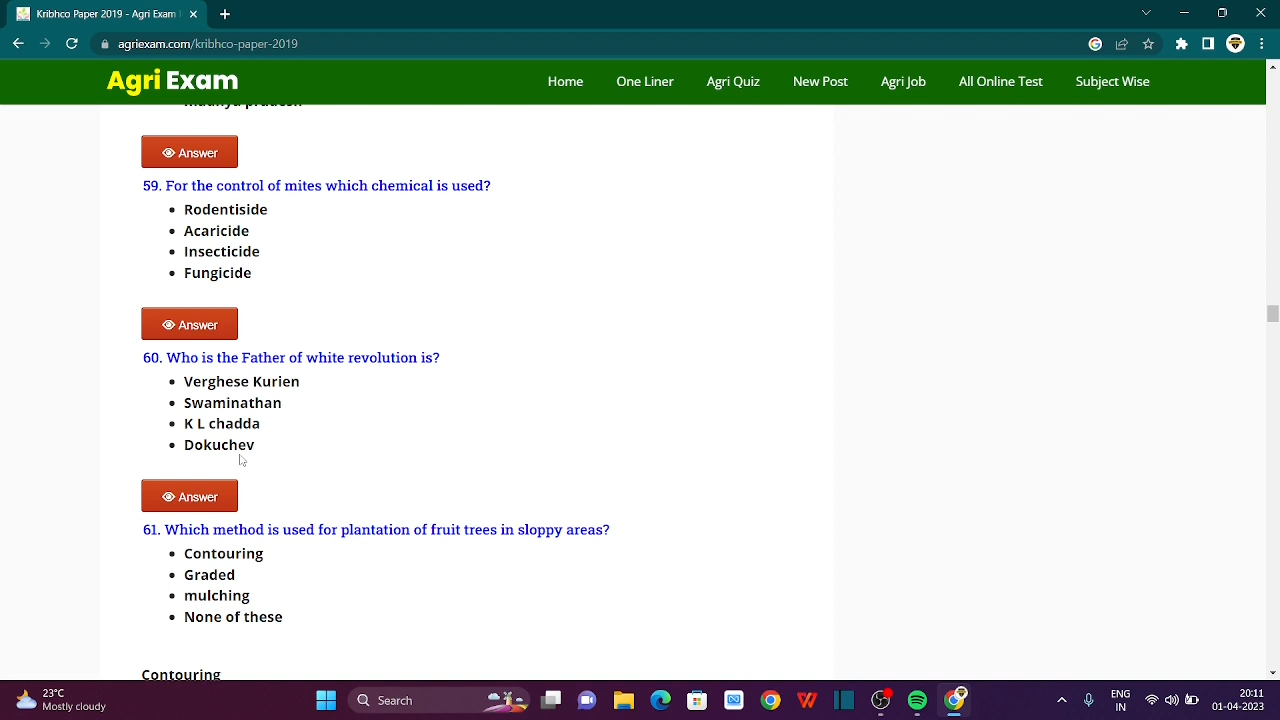 Kribhco Paper 2019 - Agri Exam
agriexam.com/kribhco-paper-2019
Agri Exam
Home One Liner Agri Quiz New Post Agri Job All Online Test Subject Wise
Madhya pradesh
Answer
59. For the control of mites which chemical is used?
Rodentiside
Acaricide
Insecticide
Fungicide
Answer
60. Who is the Father of white revolution is?
Verghese Kurien
Swaminathan
K L chadda
Dokuchev
Answer
61. Which method is used for plantation of fruit trees in sloppy areas?
Contouring
Graded
mulching
None of these
Contouring
23°C
Mostly cloudy
Search
ENG
IN
20:11
01-04-2023